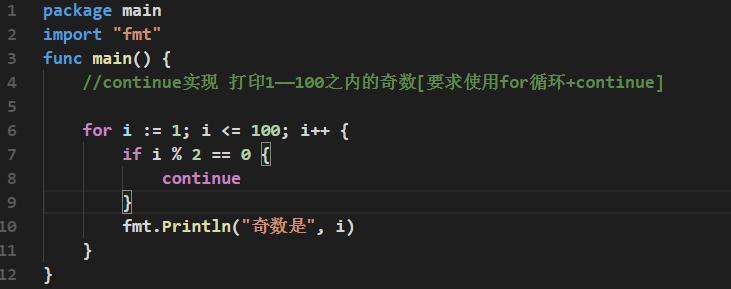 1 package main
2 import "fmt"
3 func main() {
4 //continue实现 打印1——100之内的奇数[要求使用for循环+continue]
5
6 for i := 1; i <= 100; i++ {
7 if i % 2 == 0 {
8 continue
9 }
10 fmt.Println("奇数是", i)
11 }
12 }